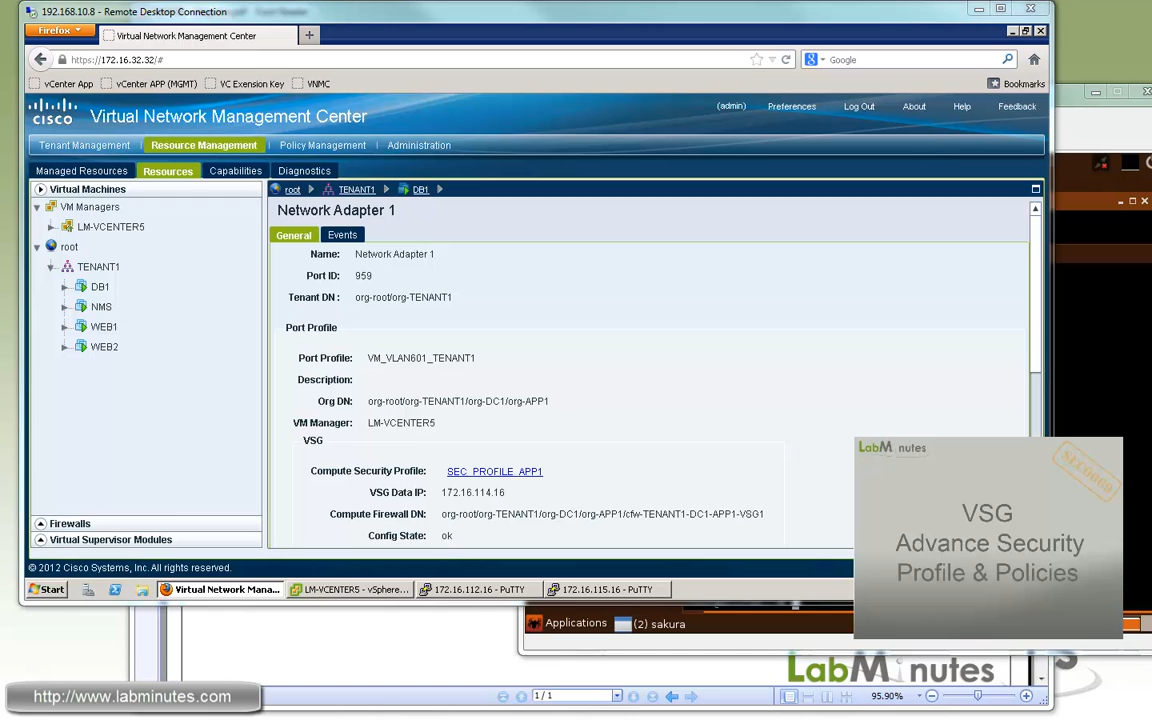 192.168.10.8 - Remote Desktop Connection
Firefox
Virtual Network Management Center
https://172.16.32.32/#
Google
vCenter App
vCenter APP (MGMT)
VC Exension Key
VNMC
Bookmarks
CISCO
Virtual Network Management Center
(admin)
Preferences
Log Out
About
Help
Feedback
Tenant Management
Resource Management
Policy Management
Administration
Managed Resources
Resources
Capabilities
Diagnostics
Virtual Machines
VM Managers
LM-VCENTER5
root
TENANT1
DB1
NMS
WEB1
WEB2
Firewalls
Virtual Supervisor Modules
root
TENANT1
DB1
Network Adapter 1
General
Events
Name: Network Adapter 1
Port ID: 959
Tenant DN : org-root/org-TENANT1
Port Profile
Port Profile: VM_VLAN601_TENANT1
Description:
Org DN: org-root/org-TENANT1/org-DC1/org-APP1
VM Manager: LM-VCENTER5
VSG
Compute Security Profile: SEC_PROFILE_APP1
VSG Data IP: 172.16.114.16
Compute Firewall DN: org-root/org-TENANT1/org-DC1/org-APP1/cfw-TENANT1-DC1-APP1-VSG1
Config State: ok
© 2012 Cisco Systems, Inc. All rights reserved.
Start
Virtual Network Mana...
LM-VCENTER5 - vSphere...
172.16.112.16 - PuTTY
172.16.115.16 - PuTTY
LabMinutes
SEC0069
VSG
Advance Security
Profile & Policies
Applications
(2) sakura
LabMinutes
http://www.labminutes.com
1 / 1
95.90%